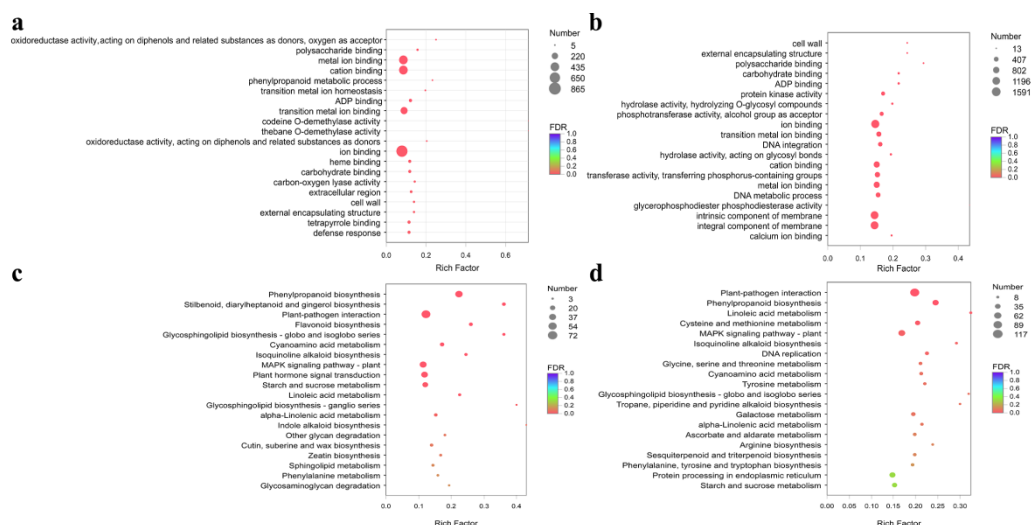 a
oxidoreductase activity,acting on diphenols and related substances as donors, oxygen as acceptor
polysaccharide binding
metal ion binding
cation binding
phenylpropanoid metabolic process
transition metal ion homeostasis
ADP binding
transition metal ion binding
codeine O-demethylase activity
thebane O-demethylase activity
oxidoreductase activity, acting on diphenols and related substances as donors
ion binding
heme binding
carbohydrate binding
carbon-oxygen lyase activity
extracellular region
cell wall
external encapsulating structure
tetrapyrrole binding
defense response
0.0 0.2 0.4 0.6
Rich Factor
Number
5
220
435
650
865
FDR
1.0
0.8
0.6
0.4
0.2
0.0
b
cell wall
external encapsulating structure
polysaccharide binding
carbohydrate binding
ADP binding
protein kinase activity
hydrolase activity, hydrolyzing O-glycosyl compounds
phosphotransferase activity, alcohol group as acceptor
ion binding
transition metal ion binding
DNA integration
hydrolase activity, acting on glycosyl bonds
cation binding
transferase activity, transferring phosphorus-containing groups
metal ion binding
DNA metabolic process
glycerophosphodiester phosphodiesterase activity
intrinsic component of membrane
integral component of membrane
calcium ion binding
0.0 0.1 0.2 0.3 0.4
Rich Factor
Number
13
407
802
1196
1591
FDR
1.0
0.8
0.6
0.4
0.2
0.0
c
Phenylpropanoid biosynthesis
Stilbenoid, diarylheptanoid and gingerol biosynthesis
Plant-pathogen interaction
Flavonoid biosynthesis
Glycosphingolipid biosynthesis - globo and isoglobo series
Cyanoamino acid metabolism
Isoquinoline alkaloid biosynthesis
MAPK signaling pathway - plant
Plant hormone signal transduction
Starch and sucrose metabolism
Linoleic acid metabolism
Glycosphingolipid biosynthesis - ganglio series
alpha-Linolenic acid metabolism
Indole alkaloid biosynthesis
Other glycan degradation
Cutin, suberine and wax biosynthesis
Zeatin biosynthesis
Sphingolipid metabolism
Phenylalanine metabolism
Glycosaminoglycan degradation
0.0 0.1 0.2 0.3 0.4
Rich Factor
Number
3
20
37
54
72
FDR
1.0
0.8
0.6
0.4
0.2
0.0
d
Plant-pathogen interaction
Phenylpropanoid biosynthesis
Linoleic acid metabolism
Cysteine and methionine metabolism
MAPK signaling pathway - plant
Isoquinoline alkaloid biosynthesis
DNA replication
Glycine, serine and threonine metabolism
Cyanoamino acid metabolism
Tyrosine metabolism
Glycosphingolipid biosynthesis - globo and isoglobo series
Tropane, piperidine and pyridine alkaloid biosynthesis
Galactose metabolism
alpha-Linolenic acid metabolism
Ascorbate and aldarate metabolism
Arginine biosynthesis
Sesquiterpenoid and triterpenoid biosynthesis
Phenylalanine, tyrosine and tryptophan biosynthesis
Protein processing in endoplasmic reticulum
Starch and sucrose metabolism
0.00 0.05 0.10 0.15 0.20 0.25 0.30
Rich Factor
Number
8
35
62
89
117
FDR
1.0
0.8
0.6
0.4
0.2
0.0